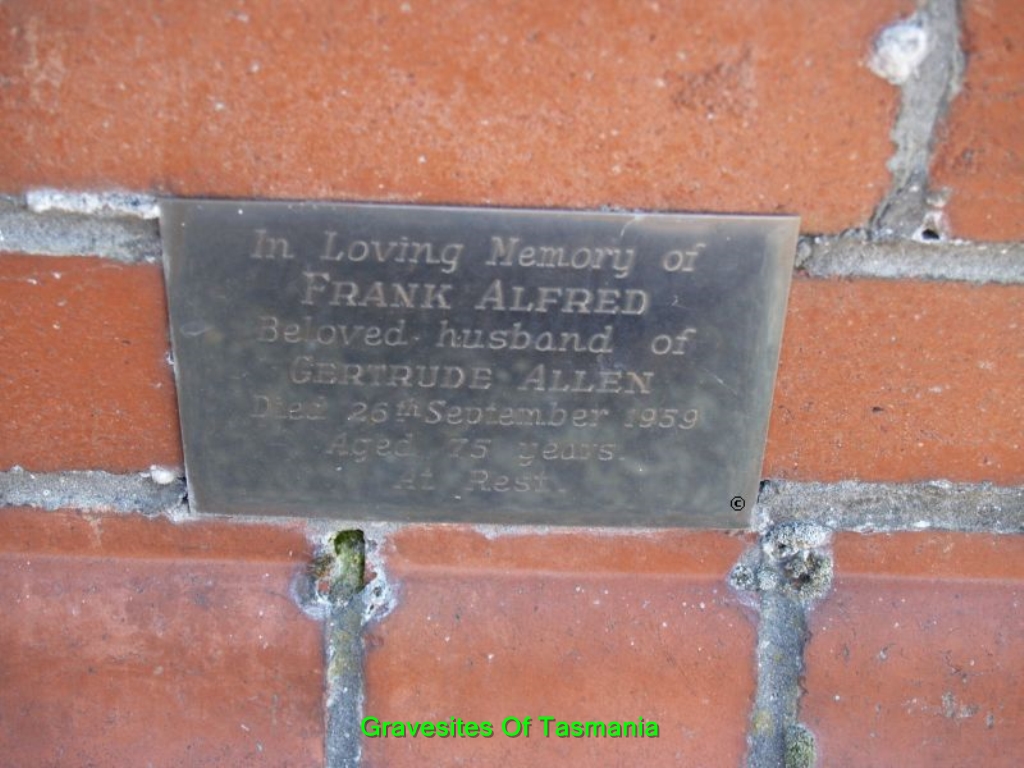 In Loving Memory of
FRANK ALFRED
Beloved husband of
GERTRUDE ALLEN
Died 26th September 1959
Aged 75 years.
At Rest.
©
Gravesites Of Tasmania